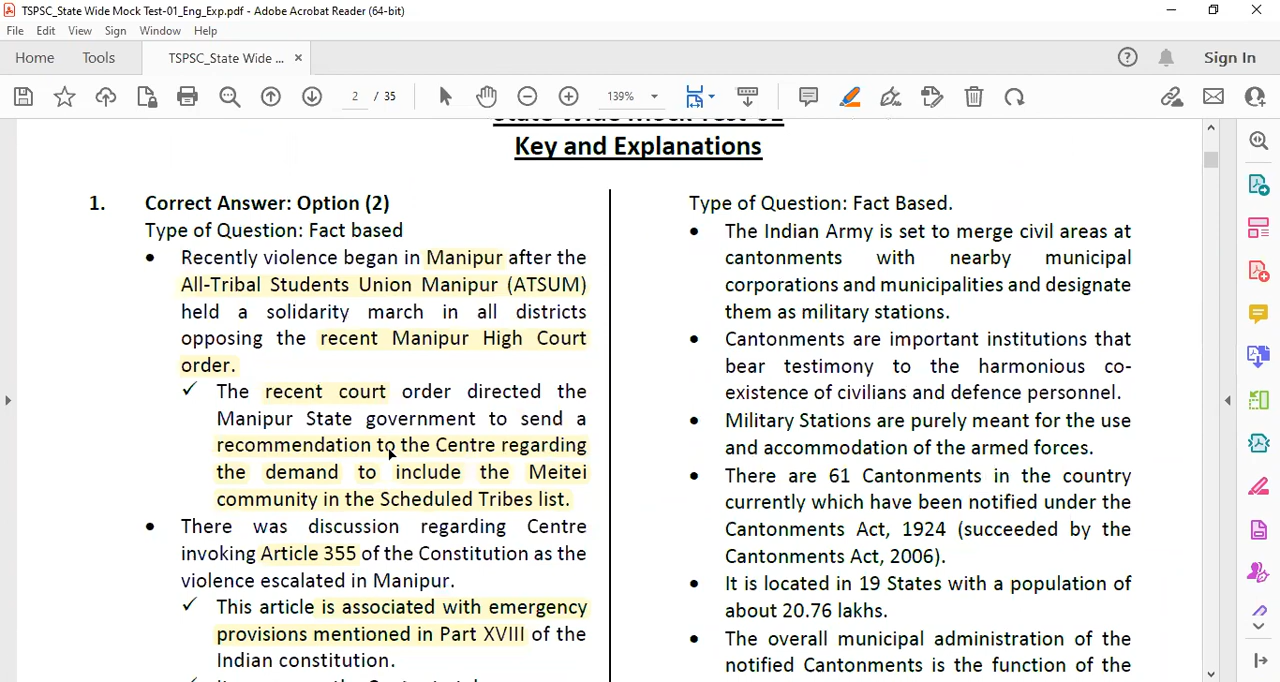 TSPSC_State Wide Mock Test-01_Eng_Exp.pdf - Adobe Acrobat Reader (64-bit)
File Edit View Sign Window Help
Home Tools TSPSC_State Wide ... × Sign In
2 / 35 139%
State Wide Mock Test-01
Key and Explanations
1. Correct Answer: Option (2)
Type of Question: Fact based
• Recently violence began in Manipur after the
All-Tribal Students Union Manipur (ATSUM)
held a solidarity march in all districts
opposing the recent Manipur High Court
order.
✓ The recent court order directed the
Manipur State government to send a
recommendation to the Centre regarding
the demand to include the Meitei
community in the Scheduled Tribes list.
• There was discussion regarding Centre
invoking Article 355 of the Constitution as the
violence escalated in Manipur.
✓ This article is associated with emergency
provisions mentioned in Part XVIII of the
Indian constitution.
Type of Question: Fact Based.
• The Indian Army is set to merge civil areas at
cantonments with nearby municipal
corporations and municipalities and designate
them as military stations.
• Cantonments are important institutions that
bear testimony to the harmonious co-
existence of civilians and defence personnel.
• Military Stations are purely meant for the use
and accommodation of the armed forces.
• There are 61 Cantonments in the country
currently which have been notified under the
Cantonments Act, 1924 (succeeded by the
Cantonments Act, 2006).
• It is located in 19 States with a population of
about 20.76 lakhs.
• The overall municipal administration of the
notified Cantonments is the function of the